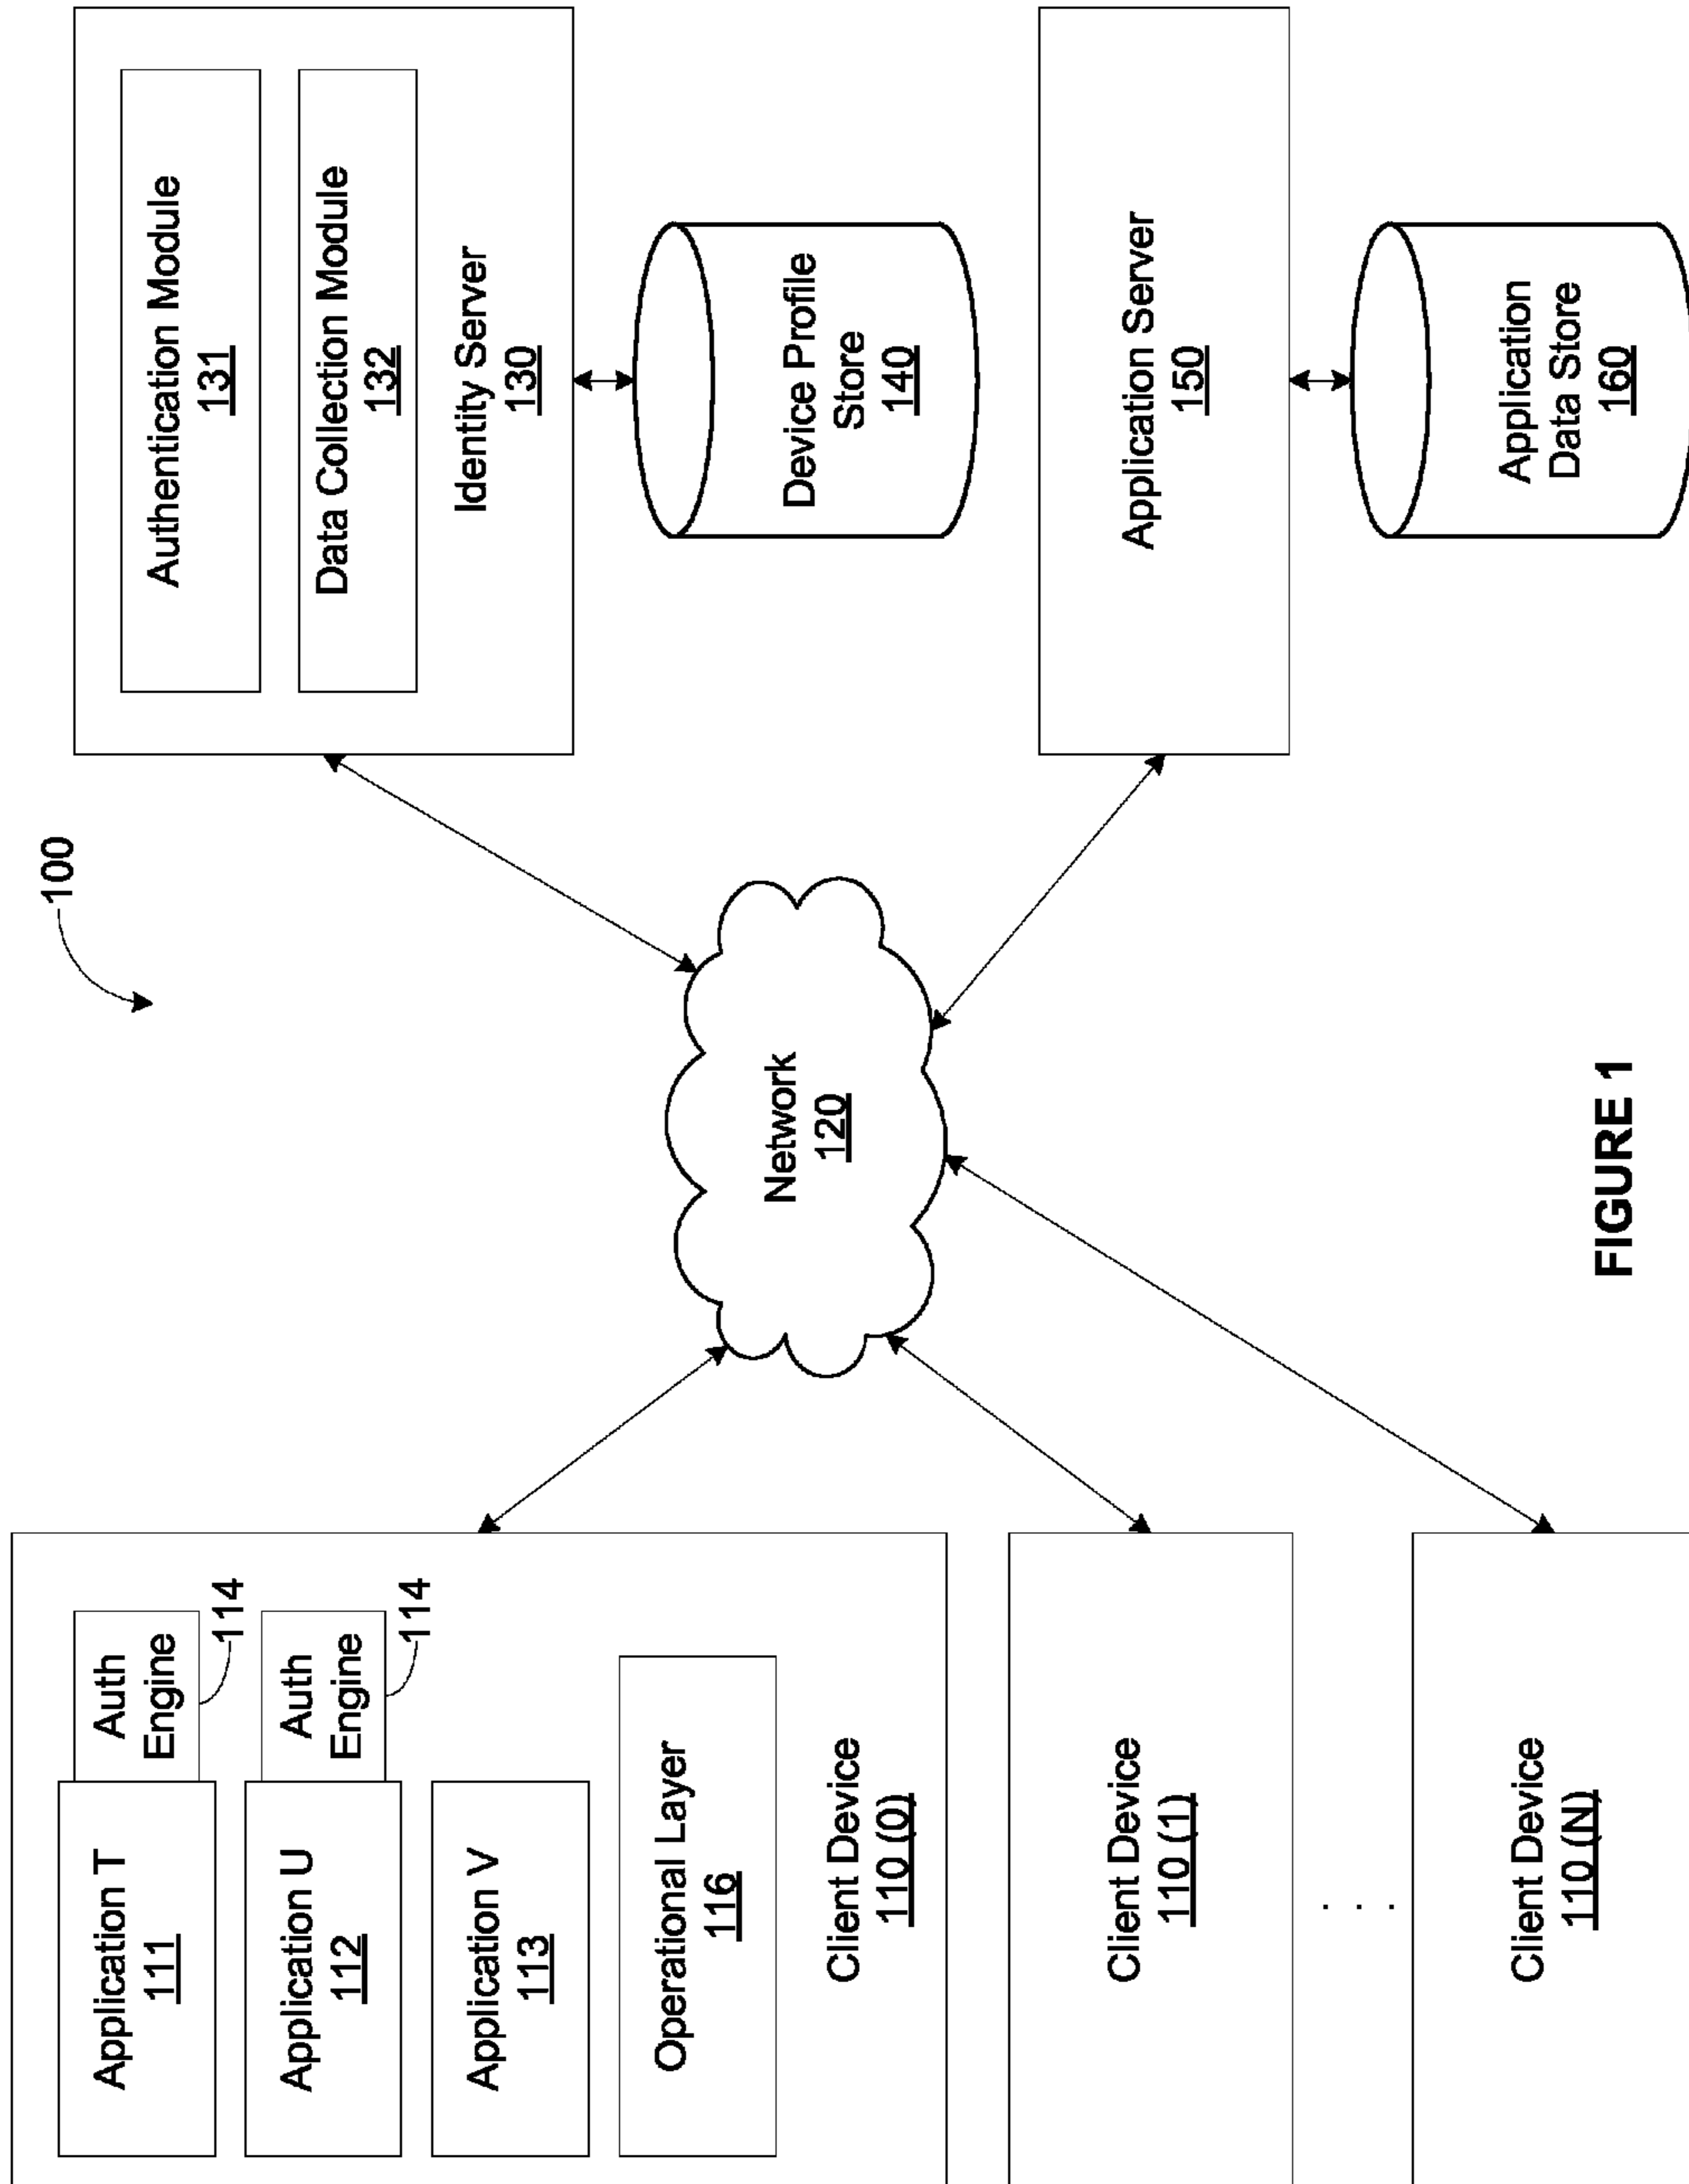 100
Application T
111
Auth
Engine
114
Application U
112
Auth
Engine
114
Application V
113
Operational Layer
116
Client Device
110 (0)
Client Device
110 (1)
. . .
Client Device
110 (N)
Network
120
Authentication Module
131
Data Collection Module
132
Identity Server
130
Device Profile
Store
140
Application Server
150
Application
Data Store
160
FIGURE 1